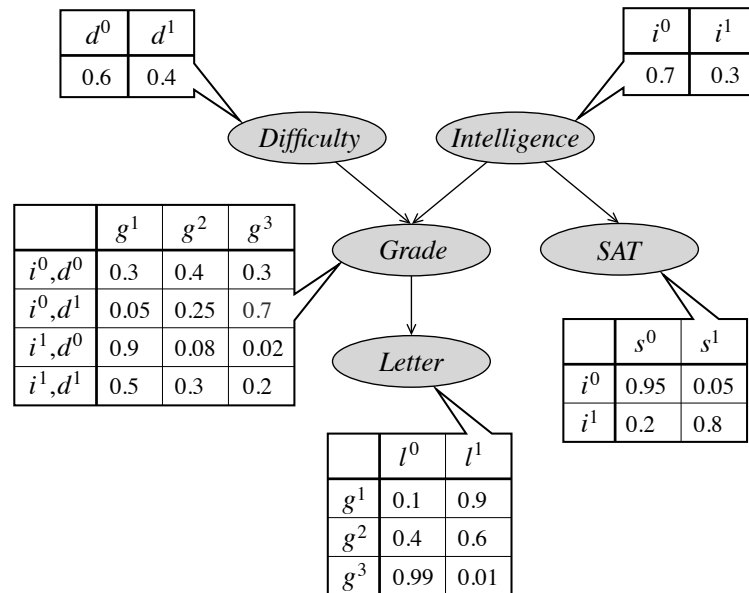 d⁰ d¹
0.6 0.4
i⁰ i¹
0.7 0.3
Difficulty
Intelligence
g¹ g² g³
i⁰,d⁰ 0.3 0.4 0.3
i⁰,d¹ 0.05 0.25 0.7
i¹,d⁰ 0.9 0.08 0.02
i¹,d¹ 0.5 0.3 0.2
Grade
SAT
Letter
s⁰ s¹
i⁰ 0.95 0.05
i¹ 0.2 0.8
l⁰ l¹
g¹ 0.1 0.9
g² 0.4 0.6
g³ 0.99 0.01